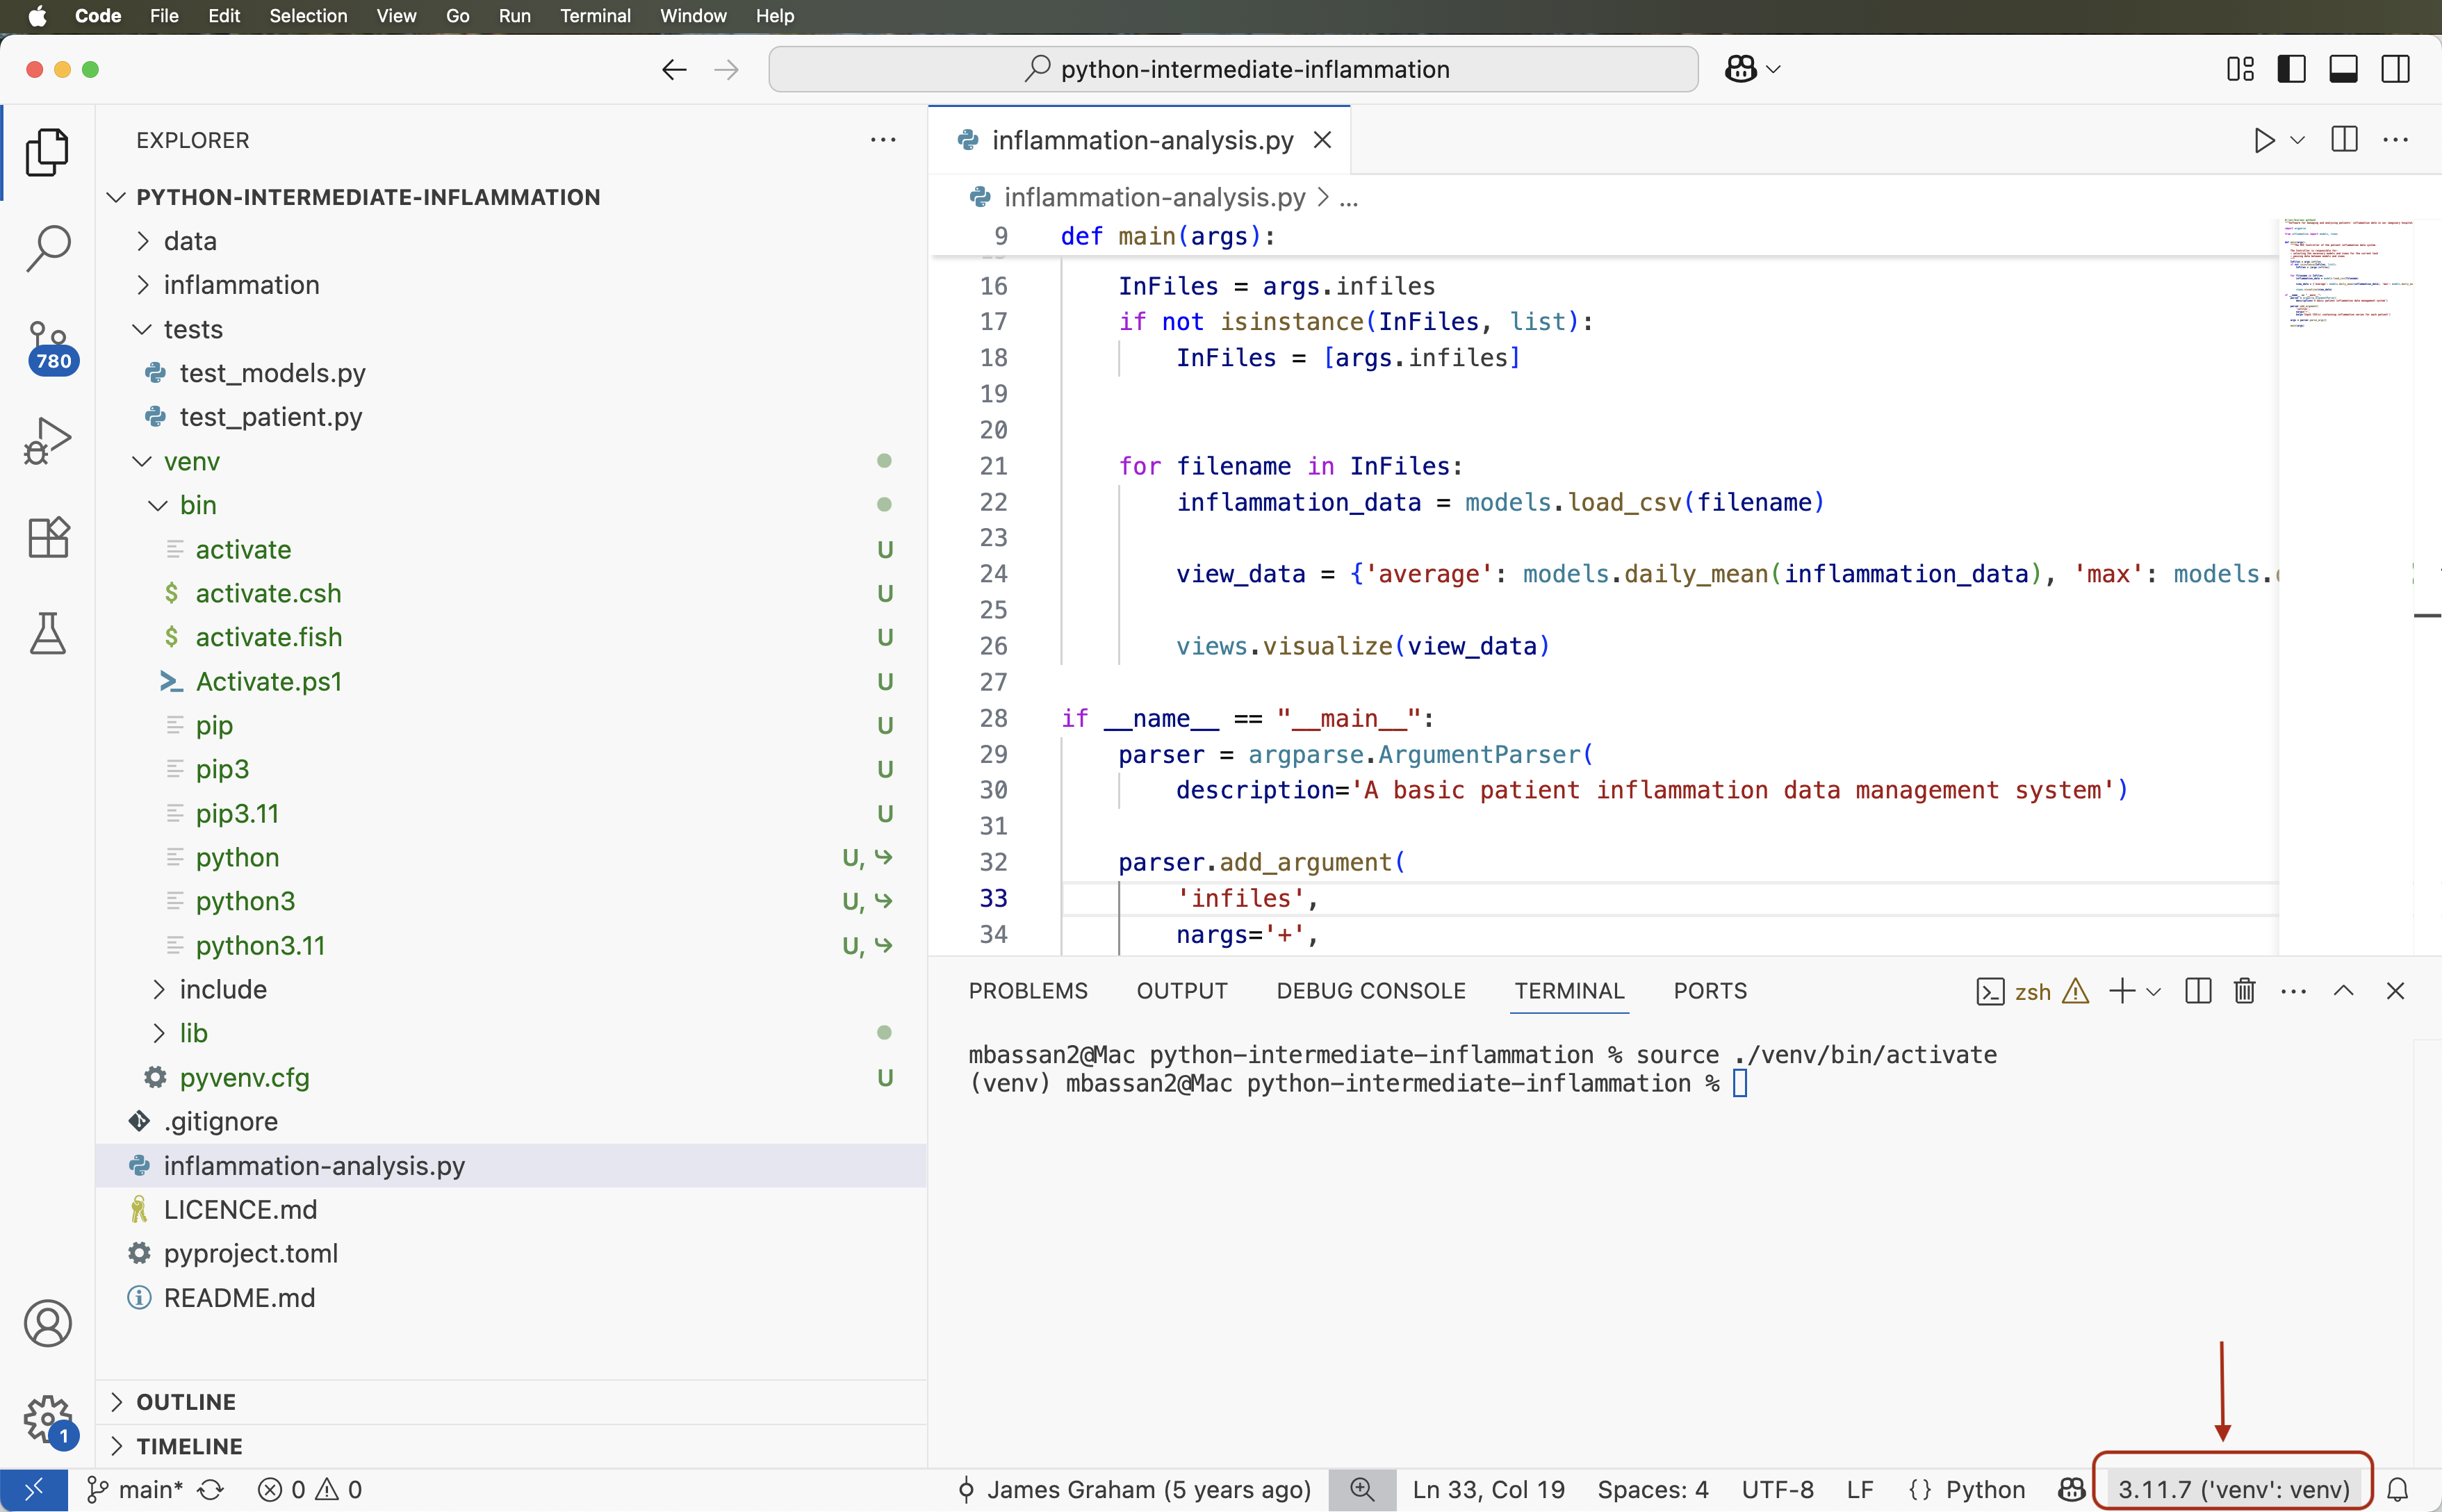 Code File Edit Selection View Go Run Terminal Window Help
python-intermediate-inflammation
EXPLORER
PYTHON-INTERMEDIATE-INFLAMMATION
data
inflammation
tests
test_models.py
test_patient.py
venv
bin
activate U
activate.csh U
activate.fish U
Activate.ps1 U
pip U
pip3 U
pip3.11 U
python U,
python3 U,
python3.11 U,
include
lib
pyvenv.cfg U
.gitignore
inflammation-analysis.py
LICENCE.md
pyproject.toml
README.md
OUTLINE
TIMELINE
780
1
inflammation-analysis.py
inflammation-analysis.py > ...
9 def main(args):
16 InFiles = args.infiles
17 if not isinstance(InFiles, list):
18 InFiles = [args.infiles]
19
20
21 for filename in InFiles:
22 inflammation_data = models.load_csv(filename)
23
24 view_data = {'average': models.daily_mean(inflammation_data), 'max': models.
25
26 views.visualize(view_data)
27
28 if __name__ == "__main__":
29 parser = argparse.ArgumentParser(
30 description='A basic patient inflammation data management system')
31
32 parser.add_argument(
33 'infiles',
34 nargs='+',
PROBLEMS OUTPUT DEBUG CONSOLE TERMINAL PORTS
zsh
mbassan2@Mac python-intermediate-inflammation % source ./venv/bin/activate
(venv) mbassan2@Mac python-intermediate-inflammation %
main* 0 0 James Graham (5 years ago) Ln 33, Col 19 Spaces: 4 UTF-8 LF {} Python 3.11.7 ('venv': venv)